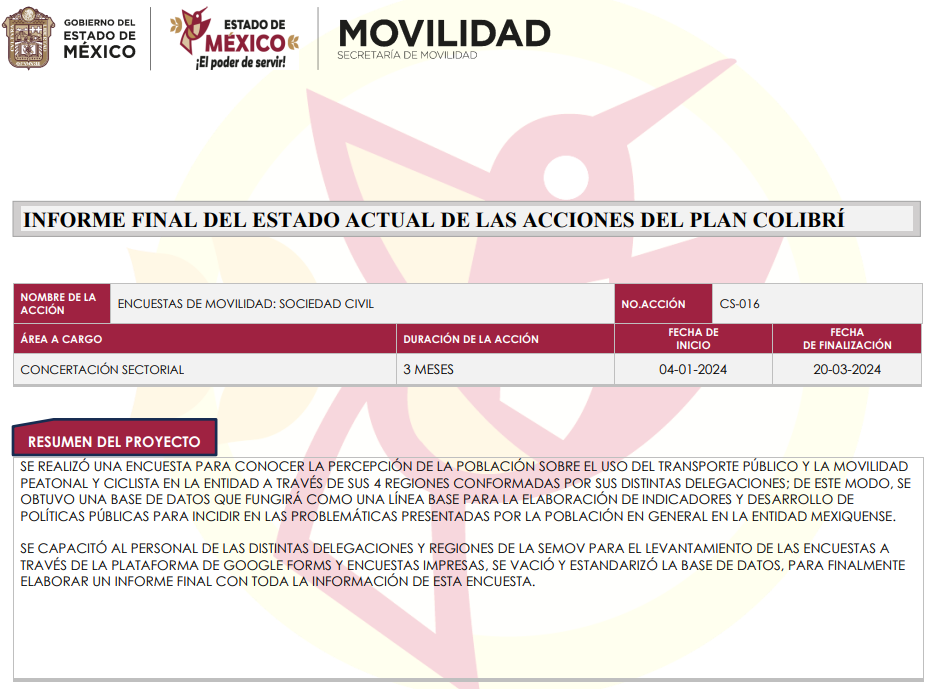 GOBIERNO DEL
ESTADO DE
MÉXICO
ESTADO DE
MÉXICO
¡El poder de servir!
MOVILIDAD
SECRETARÍA DE MOVILIDAD
INFORME FINAL DEL ESTADO ACTUAL DE LAS ACCIONES DEL PLAN COLIBRÍ
NOMBRE DE LA
ACCIÓN
ENCUESTAS DE MOVILIDAD: SOCIEDAD CIVIL
NO.ACCIÓN
CS-016
ÁREA A CARGO
DURACIÓN DE LA ACCIÓN
FECHA DE
INICIO
FECHA
DE FINALIZACIÓN
CONCERTACIÓN SECTORIAL
3 MESES
04-01-2024
20-03-2024
RESUMEN DEL PROYECTO
SE REALIZÓ UNA ENCUESTA PARA CONOCER LA PERCEPCIÓN DE LA POBLACIÓN SOBRE EL USO DEL TRANSPORTE PÚBLICO Y LA MOVILIDAD
PEATONAL Y CICLISTA EN LA ENTIDAD A TRAVÉS DE SUS 4 REGIONES CONFORMADAS POR SUS DISTINTAS DELEGACIONES; DE ESTE MODO, SE
OBTUVO UNA BASE DE DATOS QUE FUNGIRÁ COMO UNA LÍNEA BASE PARA LA ELABORACIÓN DE INDICADORES Y DESARROLLO DE
POLÍTICAS PÚBLICAS PARA INCIDIR EN LAS PROBLEMÁTICAS PRESENTADAS POR LA POBLACIÓN EN GENERAL EN LA ENTIDAD MEXIQUENSE.
SE CAPACITÓ AL PERSONAL DE LAS DISTINTAS DELEGACIONES Y REGIONES DE LA SEMOV PARA EL LEVANTAMIENTO DE LAS ENCUESTAS A
TRAVÉS DE LA PLATAFORMA DE GOOGLE FORMS Y ENCUESTAS IMPRESAS, SE VACIÓ Y ESTANDARIZÓ LA BASE DE DATOS, PARA FINALMENTE
ELABORAR UN INFORME FINAL CON TODA LA INFORMACIÓN DE ESTA ENCUESTA.